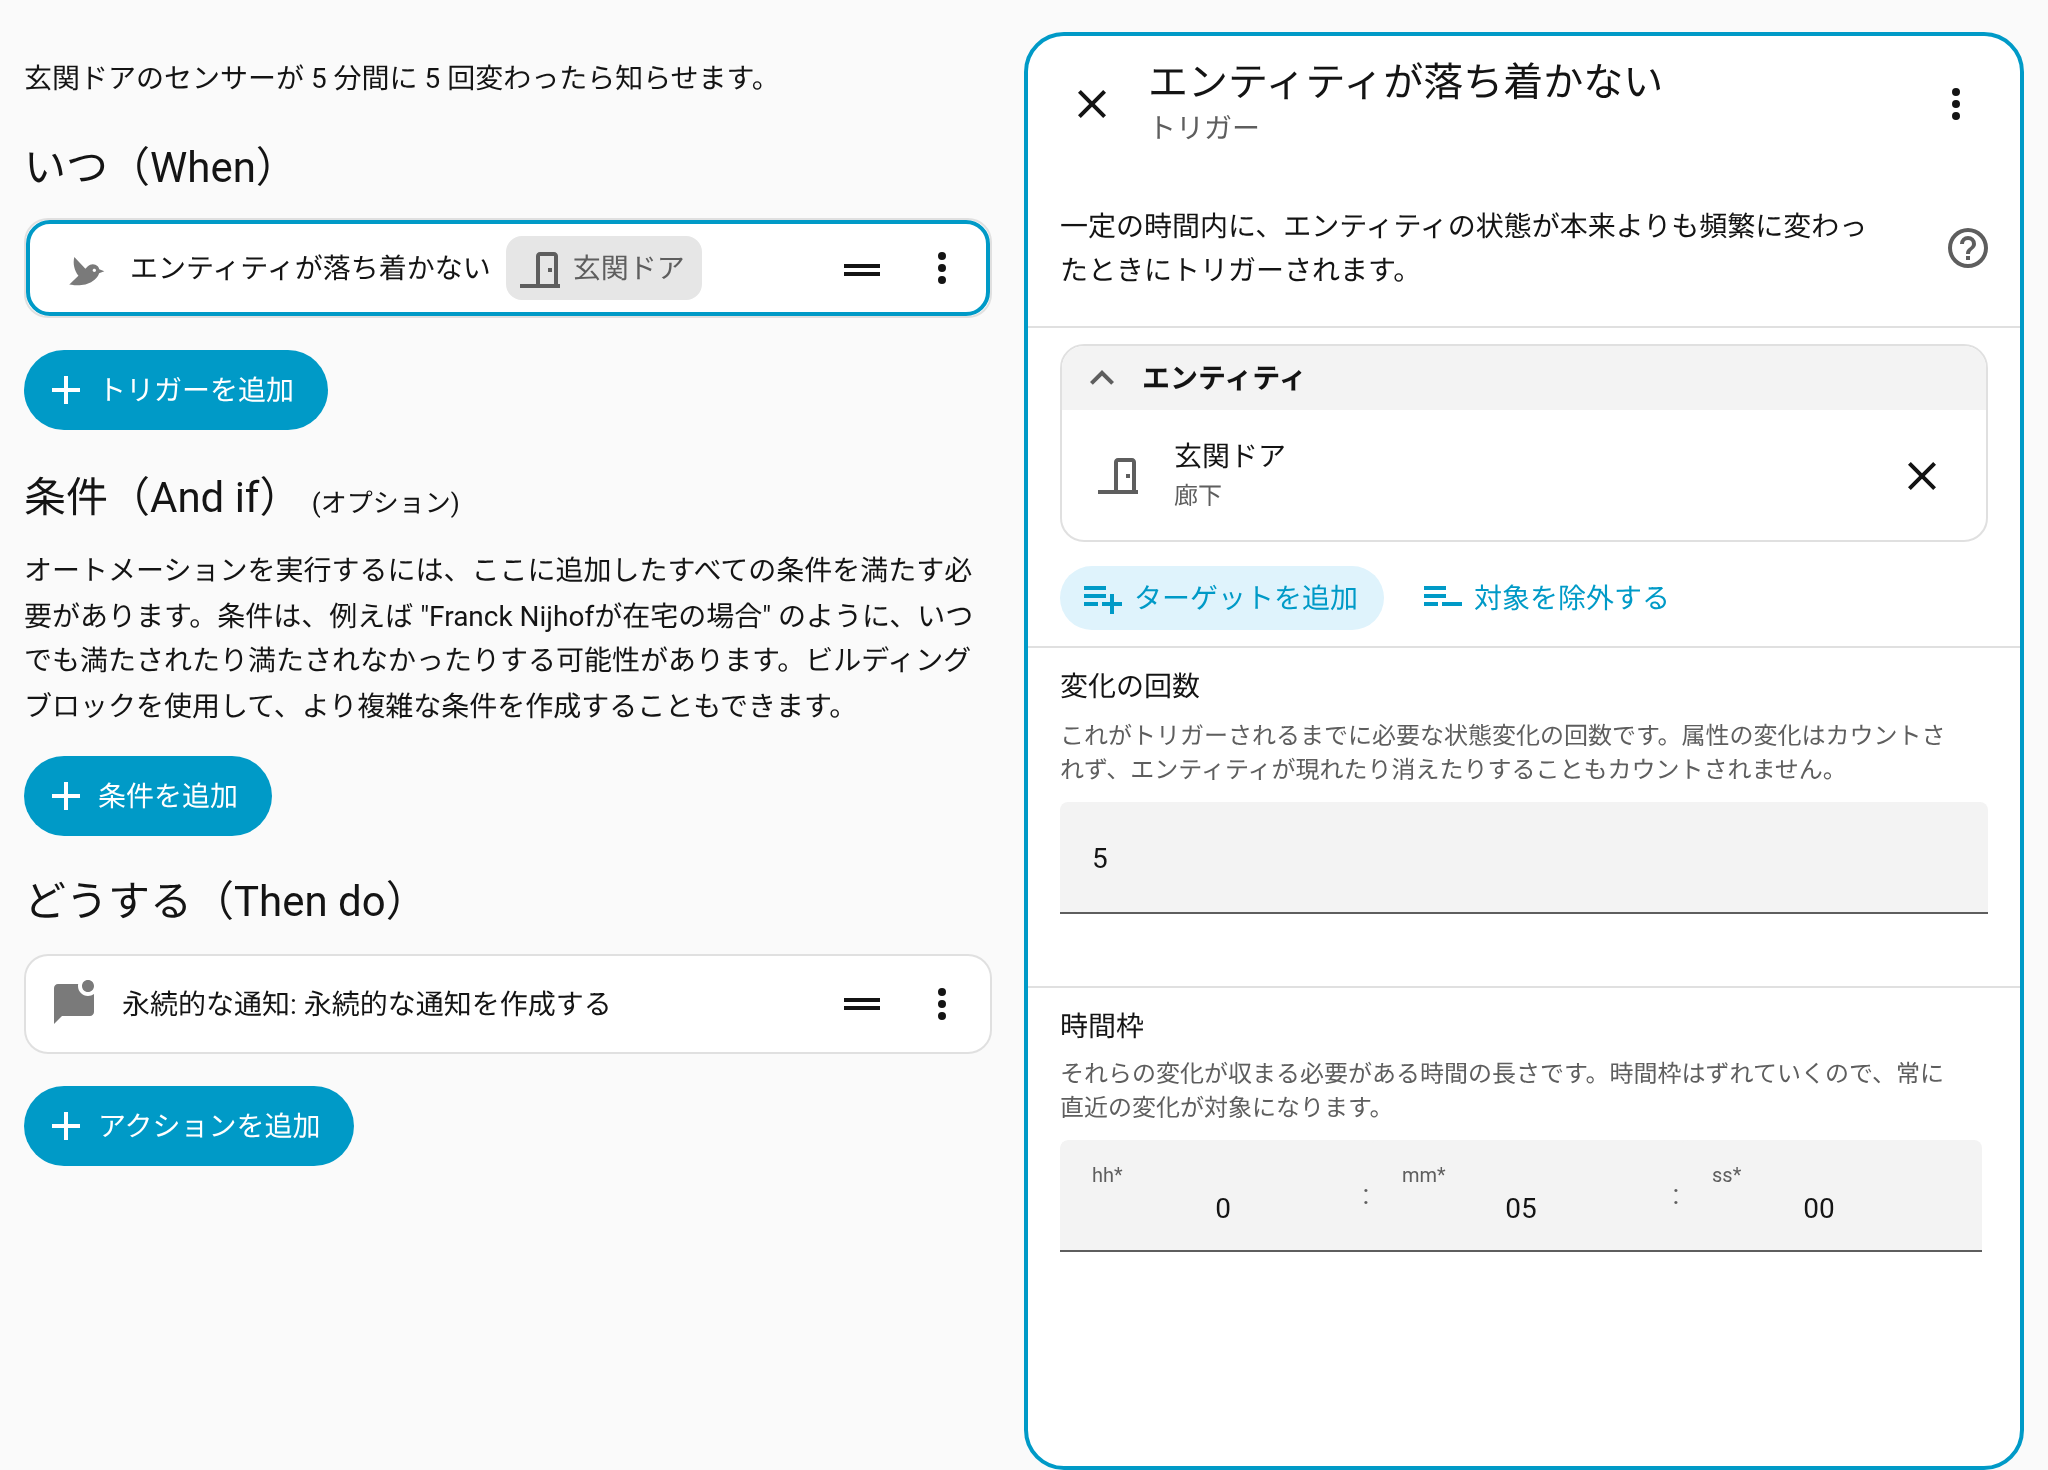 玄関ドアのセンサーが 5 分間に 5 回変わったら知らせます。
いつ（When）
エンティティが落ち着かない 玄関ドア
トリガーを追加
条件（And if） (オプション)
オートメーションを実行するには、ここに追加したすべての条件を満たす必
要があります。条件は、例えば "Franck Nijhofが在宅の場合" のように、いつ
でも満たされたり満たされなかったりする可能性があります。ビルディング
ブロックを使用して、より複雑な条件を作成することもできます。
条件を追加
どうする（Then do）
永続的な通知: 永続的な通知を作成する
アクションを追加
エンティティが落ち着かない
トリガー
一定の時間内に、エンティティの状態が本来よりも頻繁に変わっ
たときにトリガーされます。
エンティティ
玄関ドア
廊下
ターゲットを追加 対象を除外する
変化の回数
これがトリガーされるまでに必要な状態変化の回数です。属性の変化はカウントさ
れず、エンティティが現れたり消えたりすることもカウントされません。
5
時間枠
それらの変化が収まる必要がある時間の長さです。時間枠はずれていくので、常に
直近の変化が対象になります。
hh* mm* ss*
0 : 05 : 00